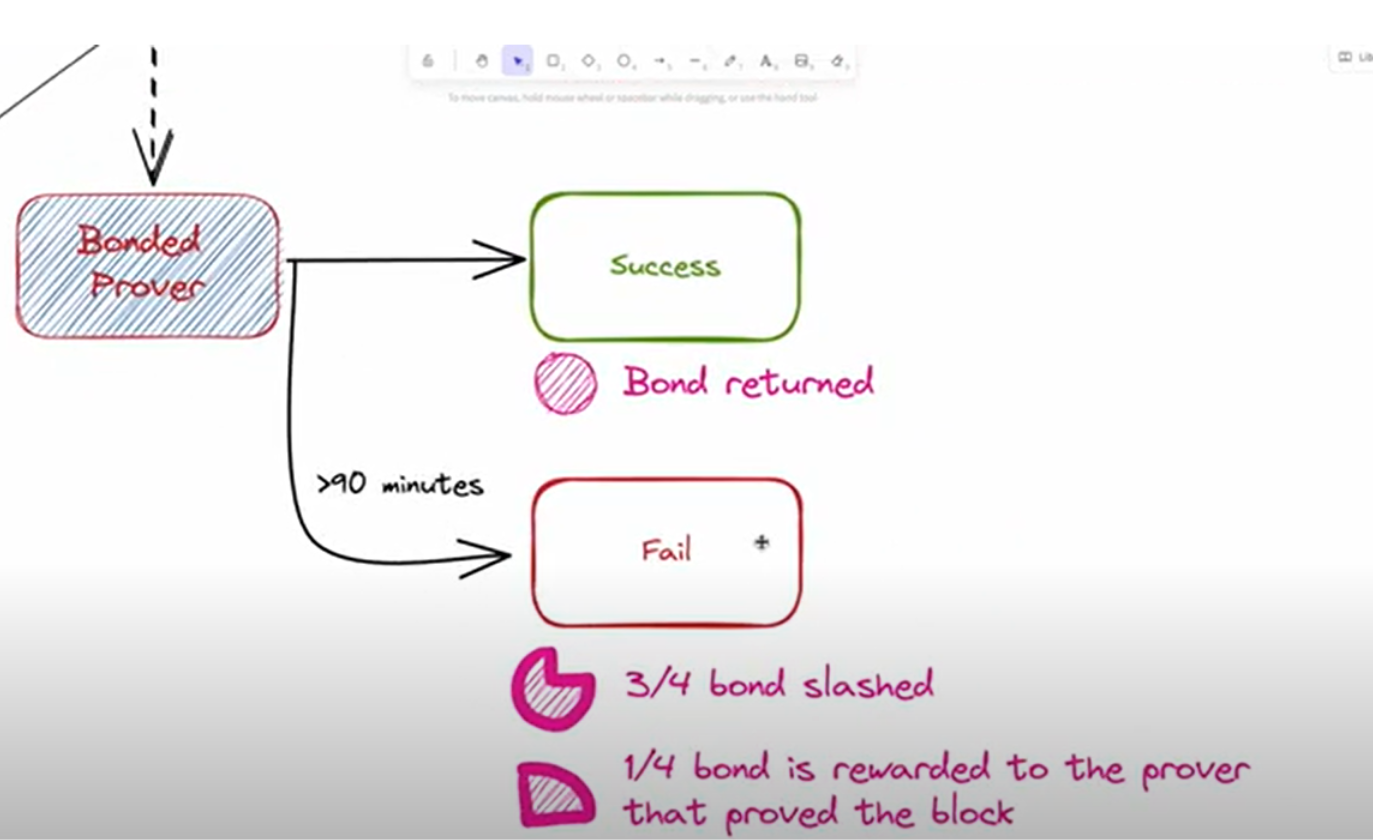 To move canvas, hold mouse wheel or spacebar while dragging, or use the hand tool
Bonded
Prover
Success
Bond returned
>90 minutes
Fail
3/4 bond slashed
1/4 bond is rewarded to the prover
that proved the block